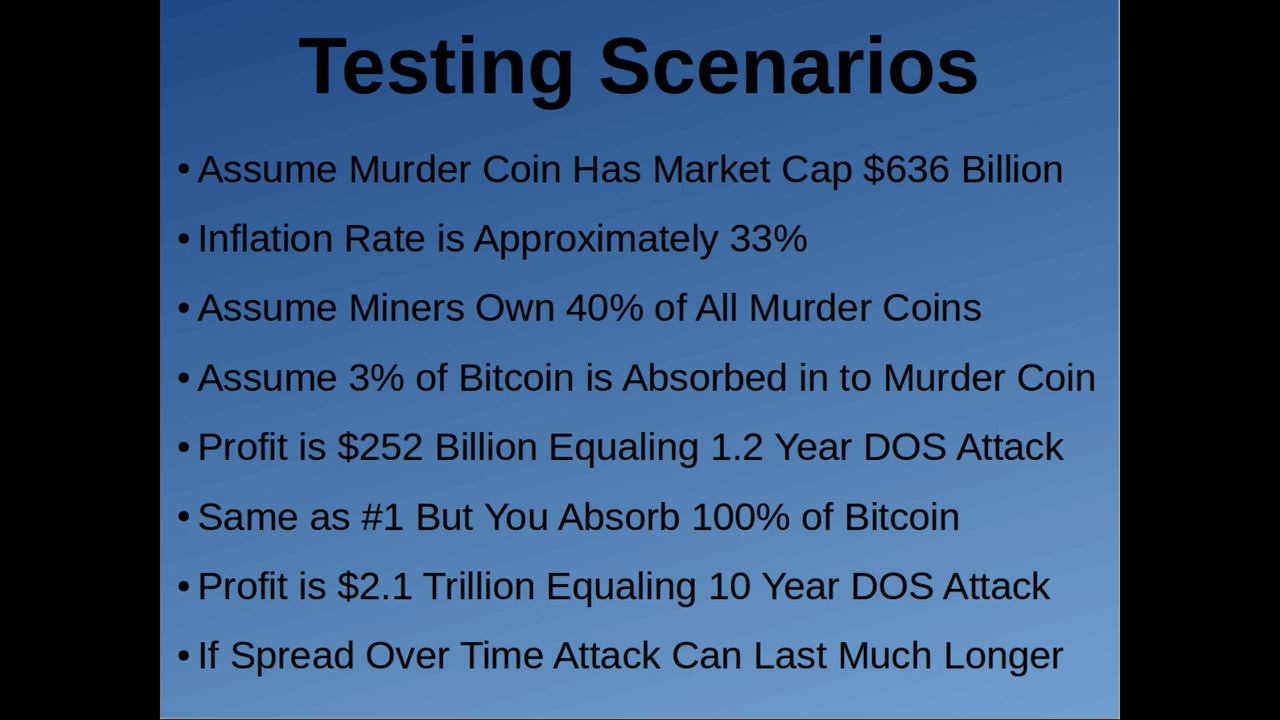 Testing Scenarios
• Assume Murder Coin Has Market Cap $636 Billion
• Inflation Rate is Approximately 33%
• Assume Miners Own 40% of All Murder Coins
• Assume 3% of Bitcoin is Absorbed in to Murder Coin
• Profit is $252 Billion Equaling 1.2 Year DOS Attack
• Same as #1 But You Absorb 100% of Bitcoin
• Profit is $2.1 Trillion Equaling 10 Year DOS Attack
• If Spread Over Time Attack Can Last Much Longer